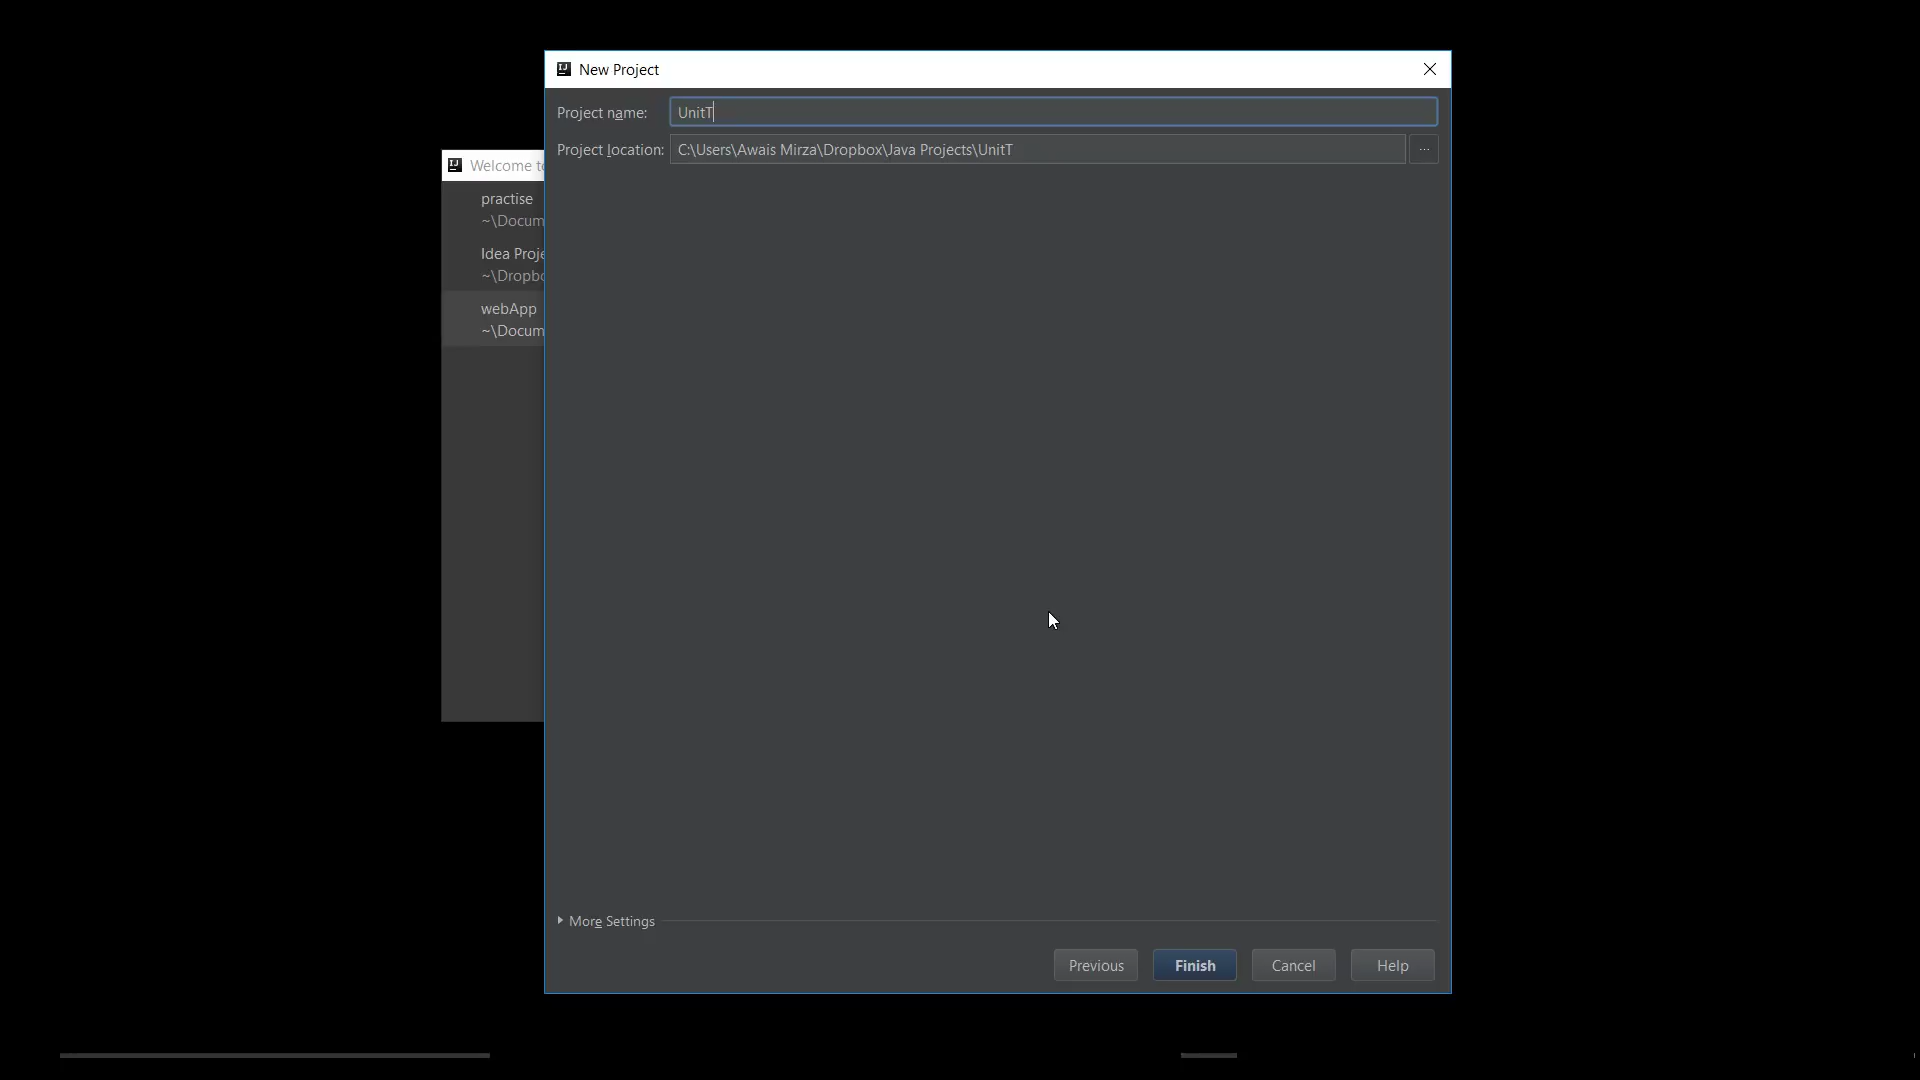 New Project
Project name: UnitT
Project location: C:\Users\Awais Mirza\Dropbox\Java Projects\UnitT ...
Welcome to
practise
~\Docum
Idea Proje
~\Dropbo
webApp
~\Docum
More Settings
Previous Finish Cancel Help